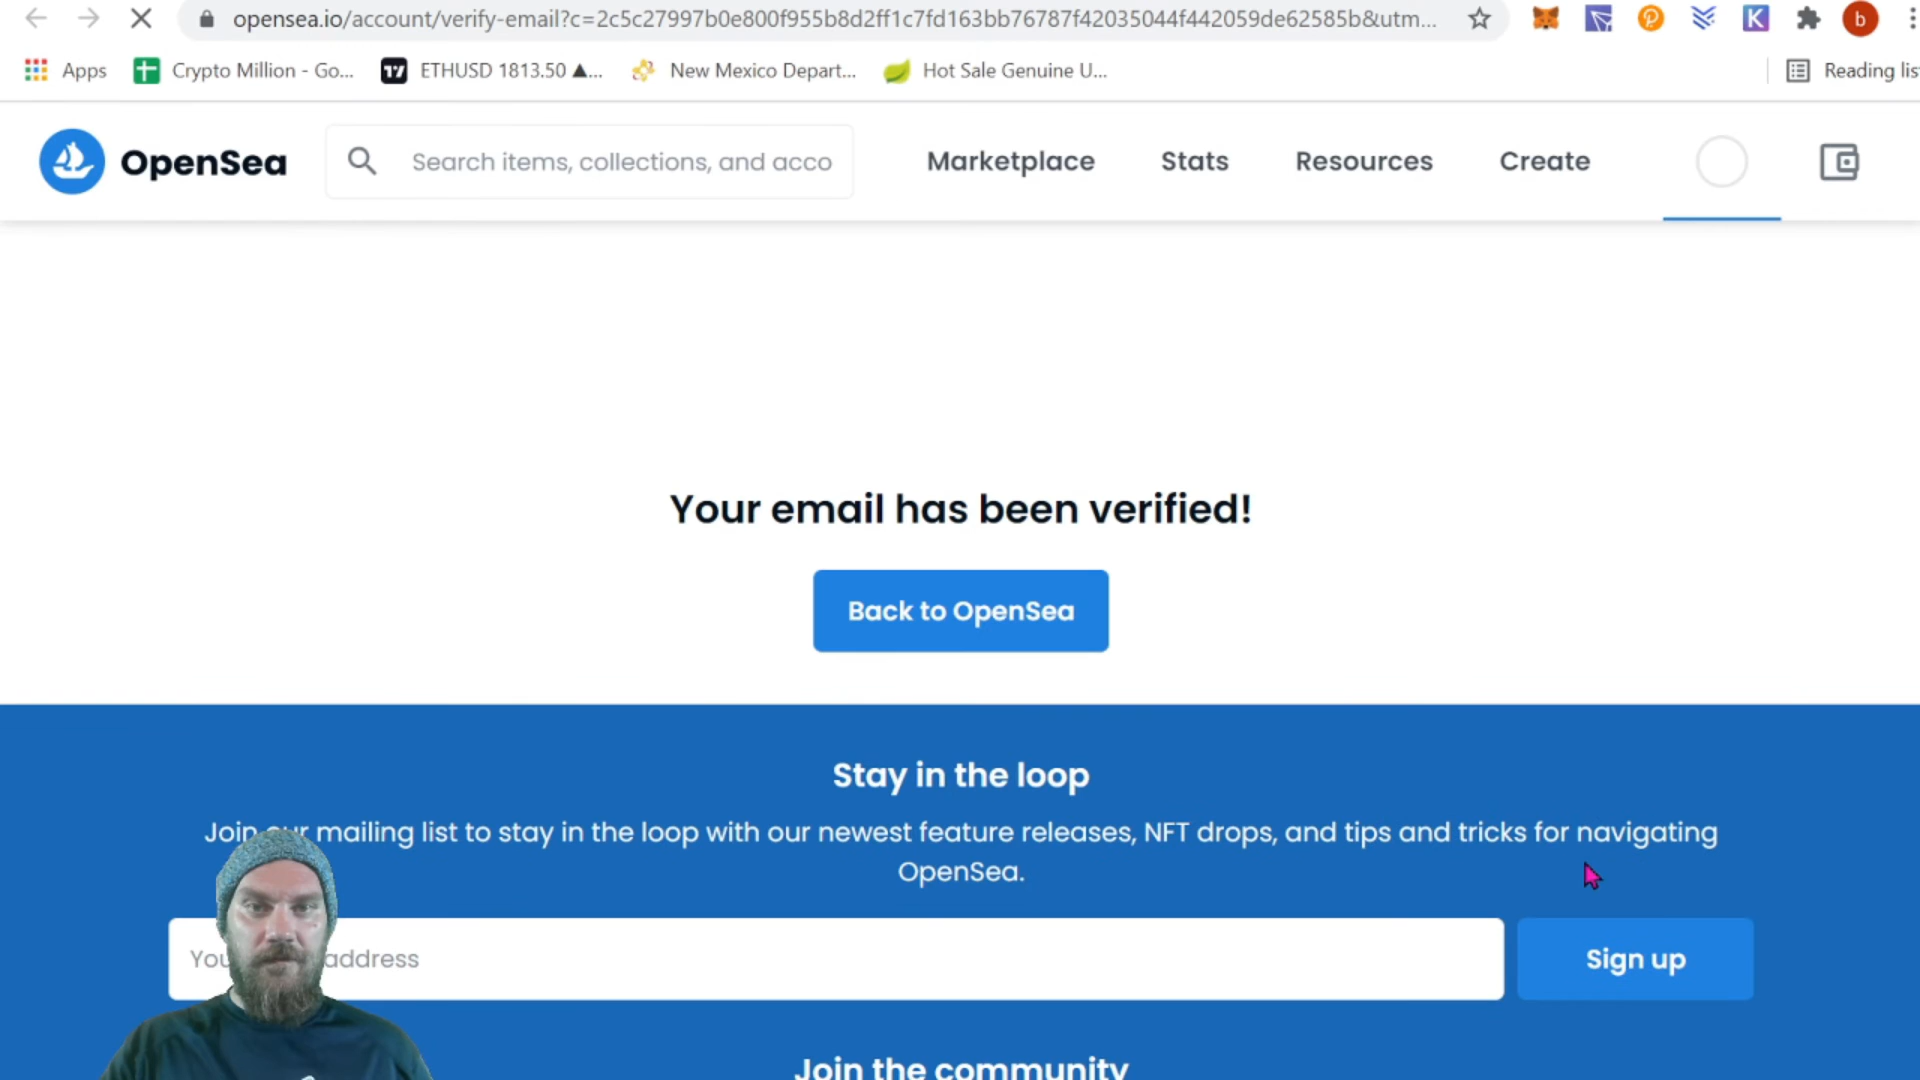 opensea.io/account/verify-email?c=2c5c27997b0e800f955b8d2ff1c7fd163bb76787f42035044f442059de62585b&utm...
K
b
Apps
Crypto Million - Go...
ETHUSD 1813.50 ▲...
New Mexico Depart...
Hot Sale Genuine U...
Reading lis
OpenSea
Search items, collections, and acco
Marketplace
Stats
Resources
Create
Your email has been verified!
Back to OpenSea
Stay in the loop
Join our mailing list to stay in the loop with our newest feature releases, NFT drops, and tips and tricks for navigating
OpenSea.
You address
Sign up
Join the community